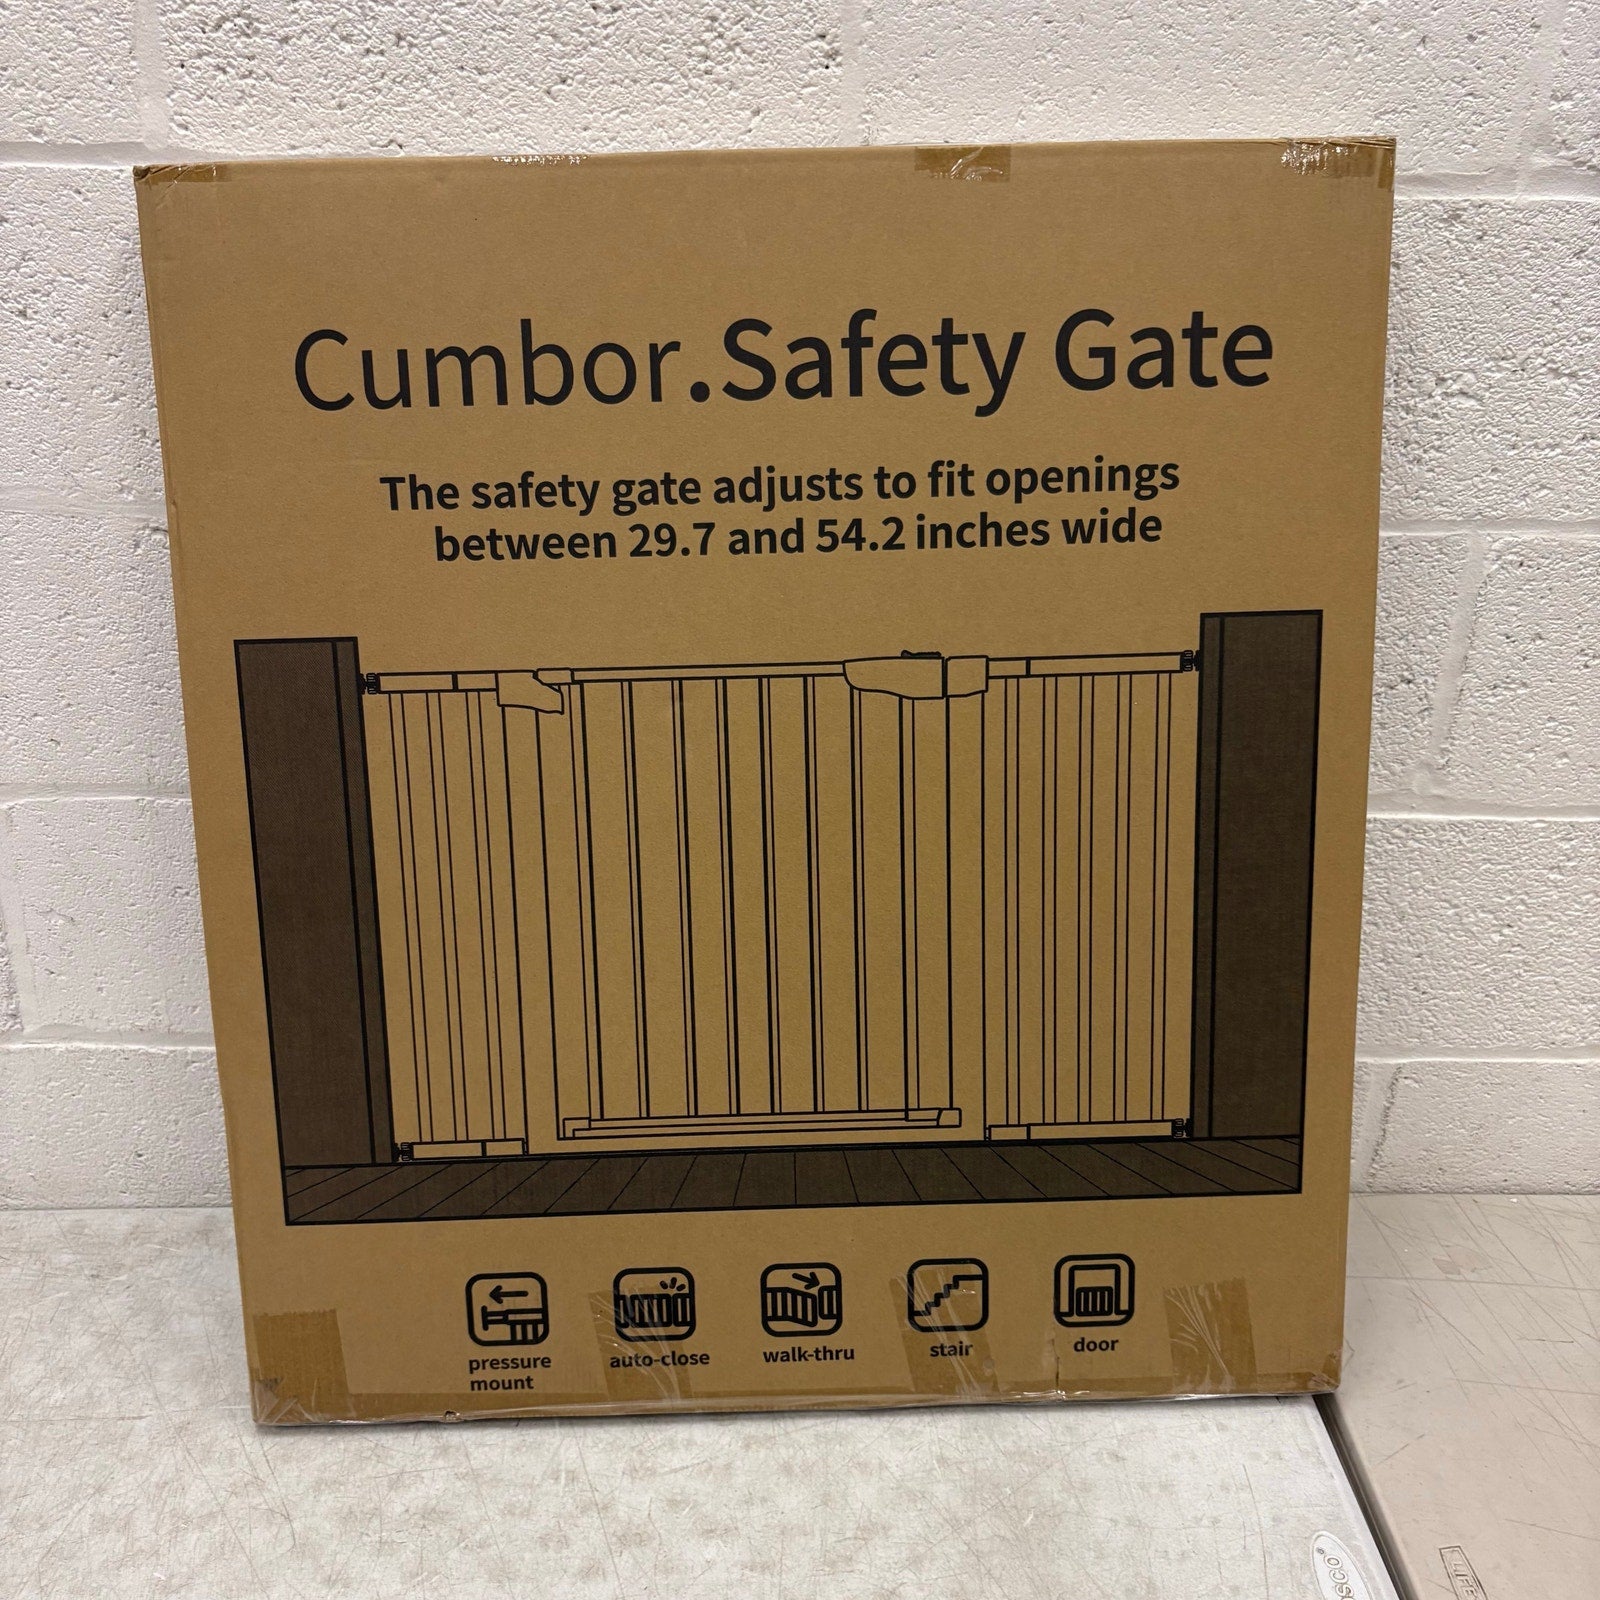 Cumbor.Safety Gate
The safety gate adjusts to fit openings
between 29.7 and 54.2 inches wide
pressure
mount
auto-close
walk-thru
stair
door